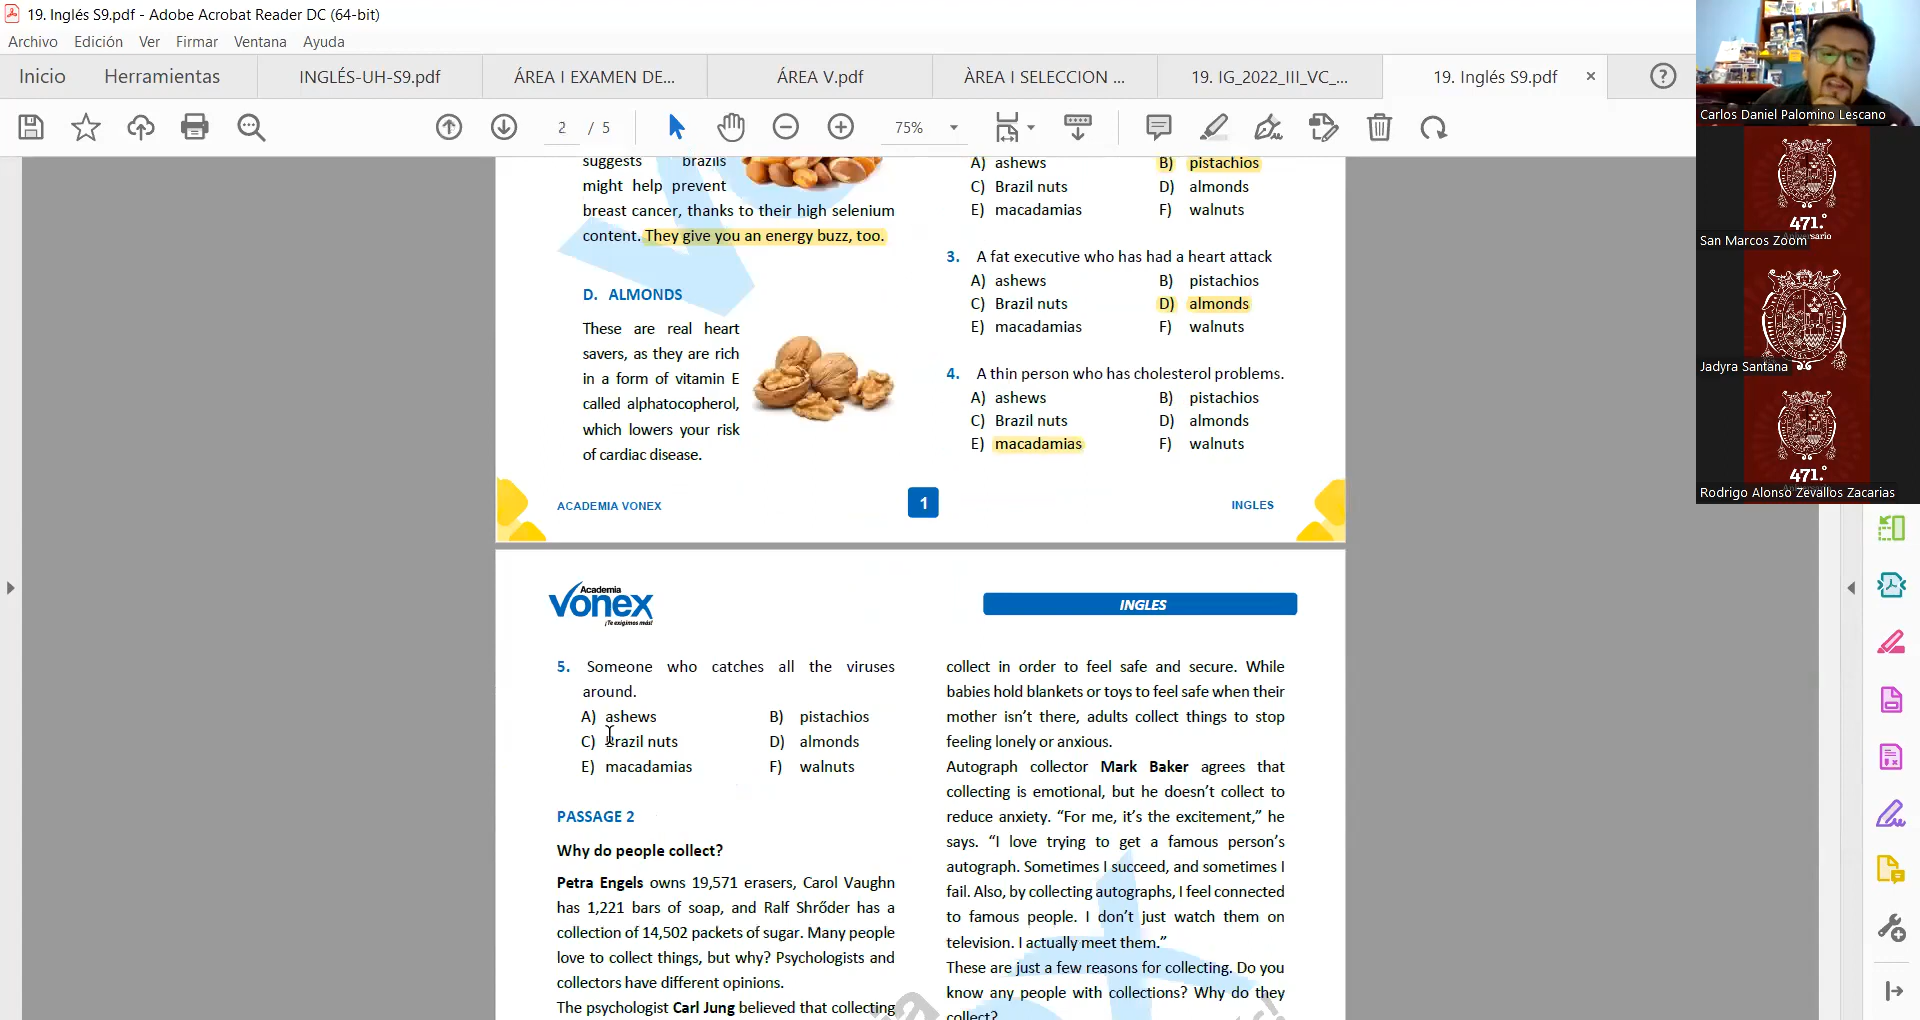 19. Inglés S9.pdf - Adobe Acrobat Reader DC (64-bit)
Archivo Edición Ver Firmar Ventana Ayuda
Inicio Herramientas INGLÉS-UH-S9.pdf ÁREA I EXAMEN DE... ÁREA V.pdf ÀREA I SELECCION ... 19. IG_2022_III_VC_... 19. Inglés S9.pdf ×
2 / 5 75%
suggests brazils
might help prevent
breast cancer, thanks to their high selenium
content. They give you an energy buzz, too.
D. ALMONDS
These are real heart
savers, as they are rich
in a form of vitamin E
called alphatocopherol,
which lowers your risk
of cardiac disease.
A) ashews B) pistachios
C) Brazil nuts D) almonds
E) macadamias F) walnuts
3. A fat executive who has had a heart attack
A) ashews B) pistachios
C) Brazil nuts D) almonds
E) macadamias F) walnuts
4. A thin person who has cholesterol problems.
A) ashews B) pistachios
C) Brazil nuts D) almonds
E) macadamias F) walnuts
ACADEMIA VONEX 1 INGLES
Academia
vonex
¡Te exigimos más!
INGLES
5. Someone who catches all the viruses
around.
A) ashews B) pistachios
C) Brazil nuts D) almonds
E) macadamias F) walnuts
PASSAGE 2
Why do people collect?
Petra Engels owns 19,571 erasers, Carol Vaughn
has 1,221 bars of soap, and Ralf Shrőder has a
collection of 14,502 packets of sugar. Many people
love to collect things, but why? Psychologists and
collectors have different opinions.
The psychologist Carl Jung believed that collecting
collect in order to feel safe and secure. While
babies hold blankets or toys to feel safe when their
mother isn't there, adults collect things to stop
feeling lonely or anxious.
Autograph collector Mark Baker agrees that
collecting is emotional, but he doesn't collect to
reduce anxiety. "For me, it's the excitement," he
says. "I love trying to get a famous person's
autograph. Sometimes I succeed, and sometimes I
fail. Also, by collecting autographs, I feel connected
to famous people. I don't just watch them on
television. I actually meet them."
These are just a few reasons for collecting. Do you
know any people with collections? Why do they
collect?
Carlos Daniel Palomino Lescano
471.°
San Marcos Zoom
Jadyra Santana
471.°
Rodrigo Alonso Zevallos Zacarias